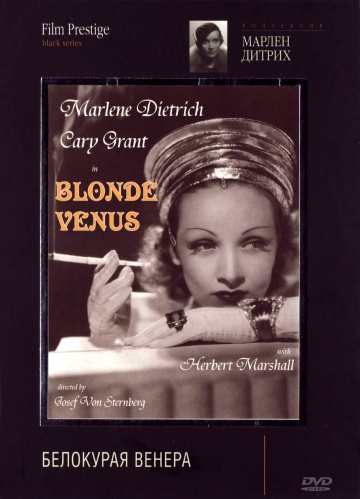 Film Prestige
black series
КОЛЛЕКЦИЯ
МАРЛЕН
ДИТРИХ
Marlene Dietrich
Cary Grant
in
BLONDE
VENUS
with
Herbert Marshall
directed by
Josef Von Sternberg
БЕЛОКУРАЯ ВЕНЕРА
DVD
VIDEO